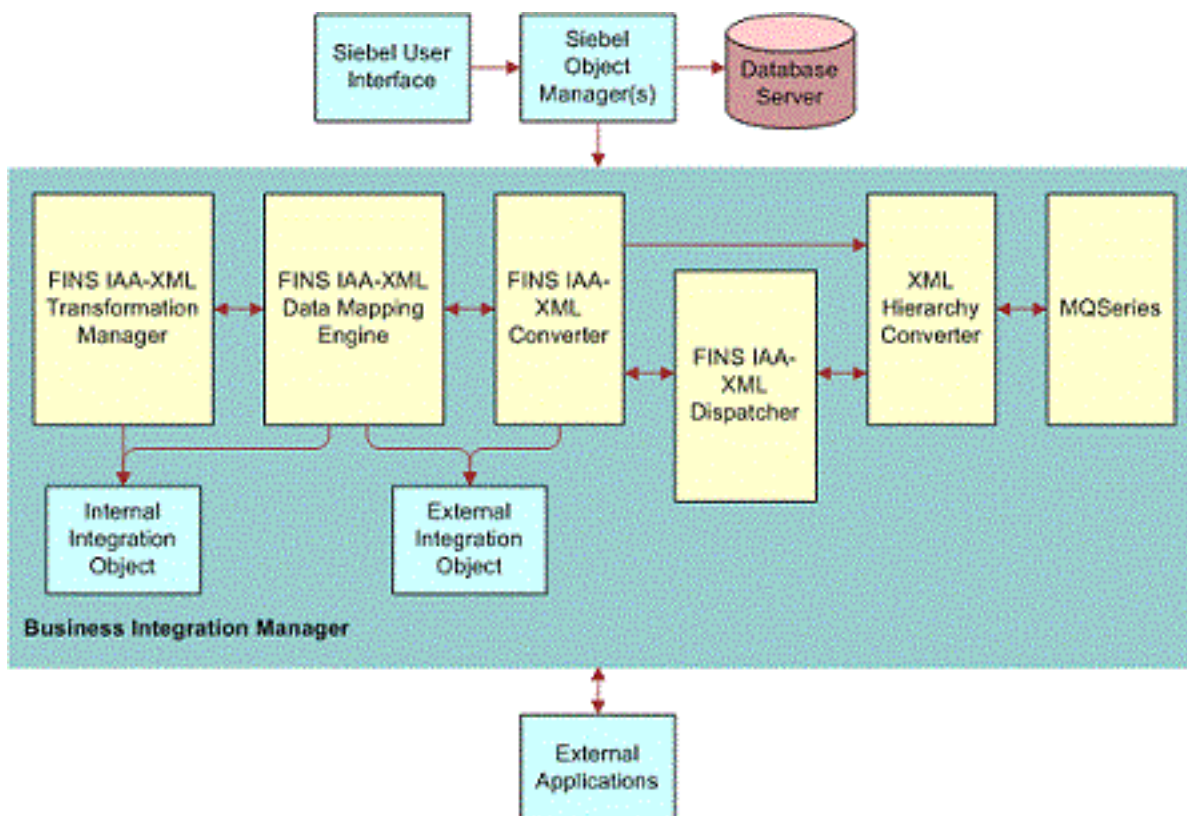 Siebel User
Interface
Siebel
Object
Manager(s)
Database
Server
FINS IAA-XML
Transformation
Manager
FINS IAA-XML
Data Mapping
Engine
FINS IAA-
XML
Converter
FINS IAA-
XML
Dispatcher
XML
Hierarchy
Converter
MQSeries
Internal
Integration
Object
External
Integration
Object
Business Integration Manager
External
Applications